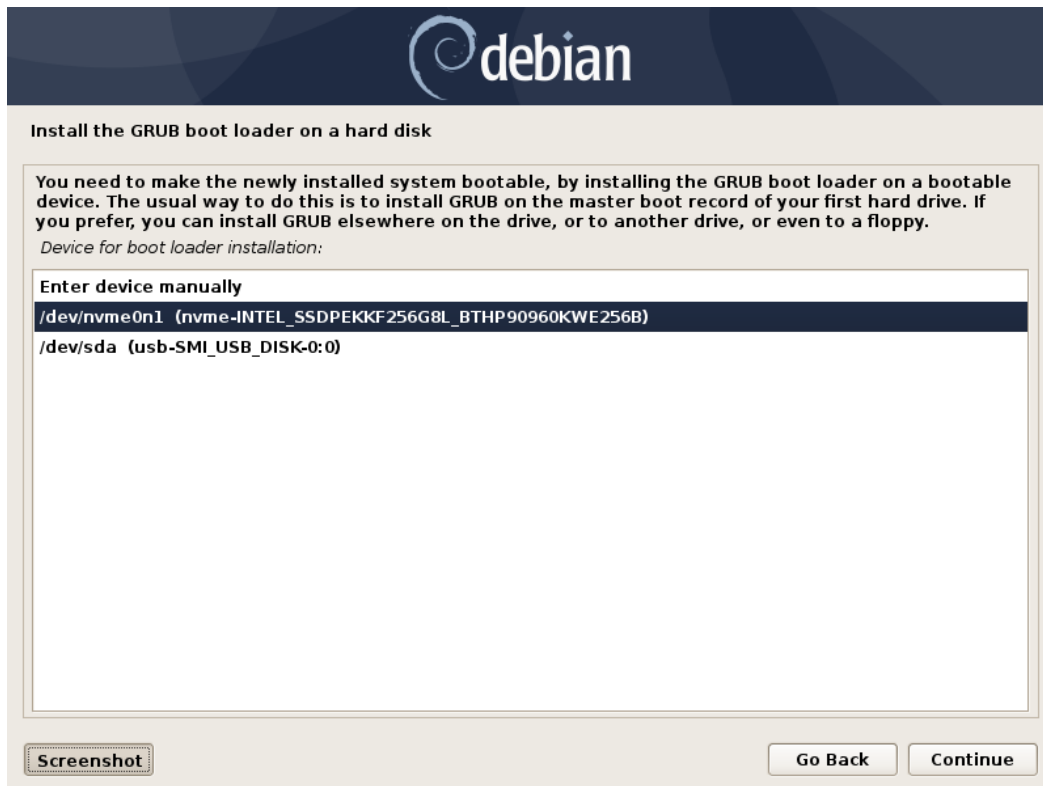 debian
Install the GRUB boot loader on a hard disk
You need to make the newly installed system bootable, by installing the GRUB boot loader on a bootable
device. The usual way to do this is to install GRUB on the master boot record of your first hard drive. If
you prefer, you can install GRUB elsewhere on the drive, or to another drive, or even to a floppy.
Device for boot loader installation:
Enter device manually
/dev/nvme0n1 (nvme-INTEL_SSDPEKKF256G8L_BTHP90960KWE256B)
/dev/sda (usb-SMI_USB_DISK-0:0)
Screenshot
Go Back
Continue